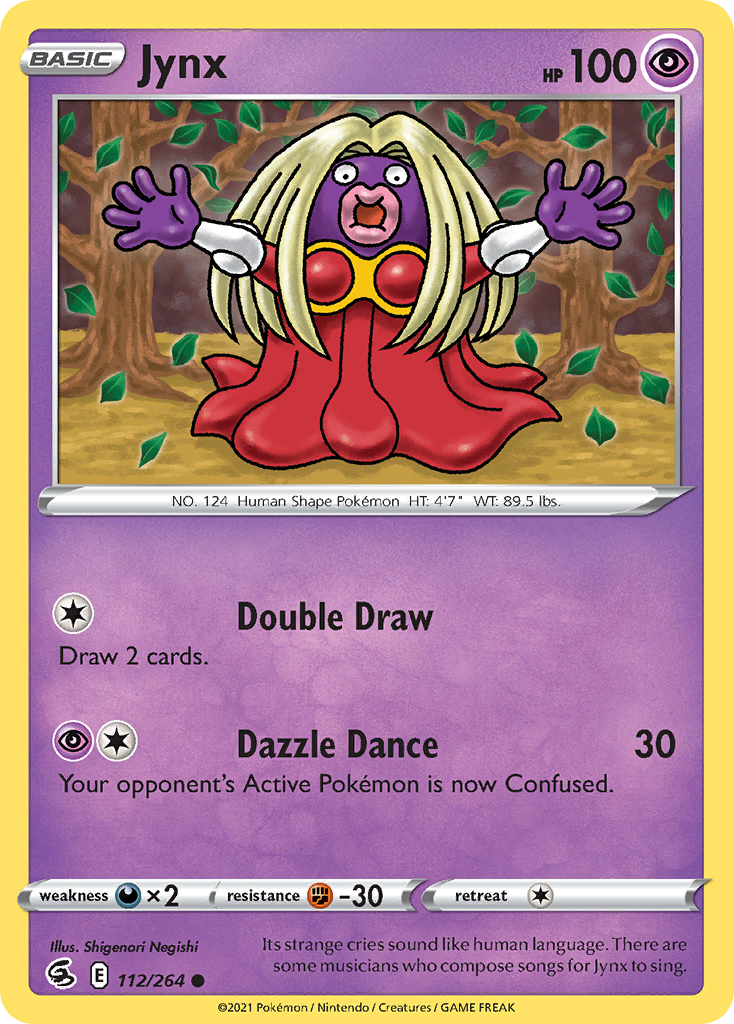 BASIC
Jynx
HP 100
NO. 124 Human Shape Pokémon HT: 4'7" WT: 89.5 lbs.
Double Draw
Draw 2 cards.
Dazzle Dance 30
Your opponent's Active Pokémon is now Confused.
weakness ×2 resistance -30 retreat
Illus. Shigenori Negishi
Its strange cries sound like human language. There are
some musicians who compose songs for Jynx to sing.
E 112/264
©2021 Pokémon / Nintendo / Creatures / GAME FREAK